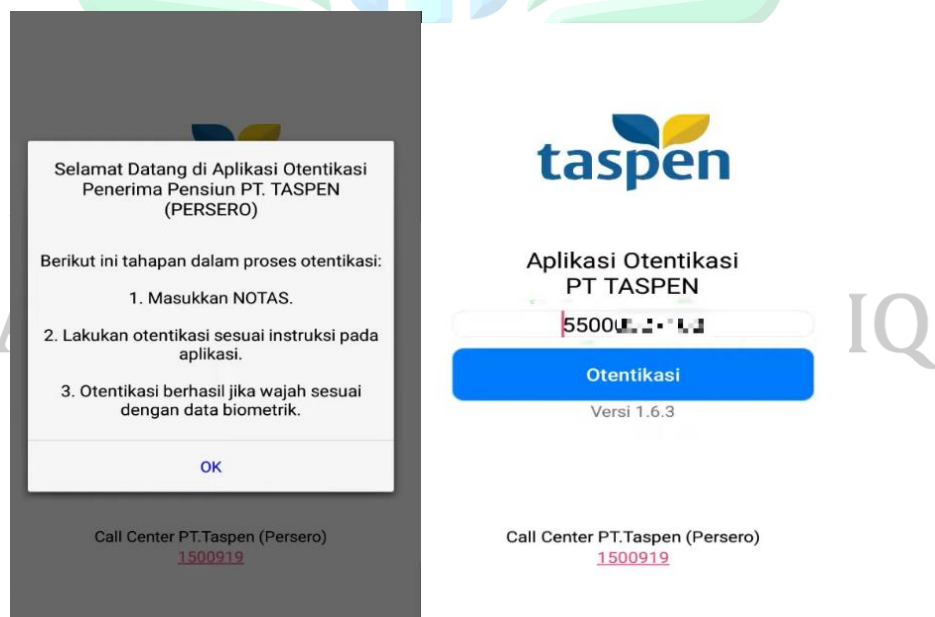 Selamat Datang di Aplikasi Otentikasi
Penerima Pensiun PT. TASPEN
(PERSERO)
Berikut ini tahapan dalam proses otentikasi:
1. Masukkan NOTAS.
2. Lakukan otentikasi sesuai instruksi pada
aplikasi.
3. Otentikasi berhasil jika wajah sesuai
dengan data biometrik.
OK
Call Center PT.Taspen (Persero)
1500919
taspen
Aplikasi Otentikasi
PT TASPEN
5500
Otentikasi
Versi 1.6.3
Call Center PT.Taspen (Persero)
1500919
IQ